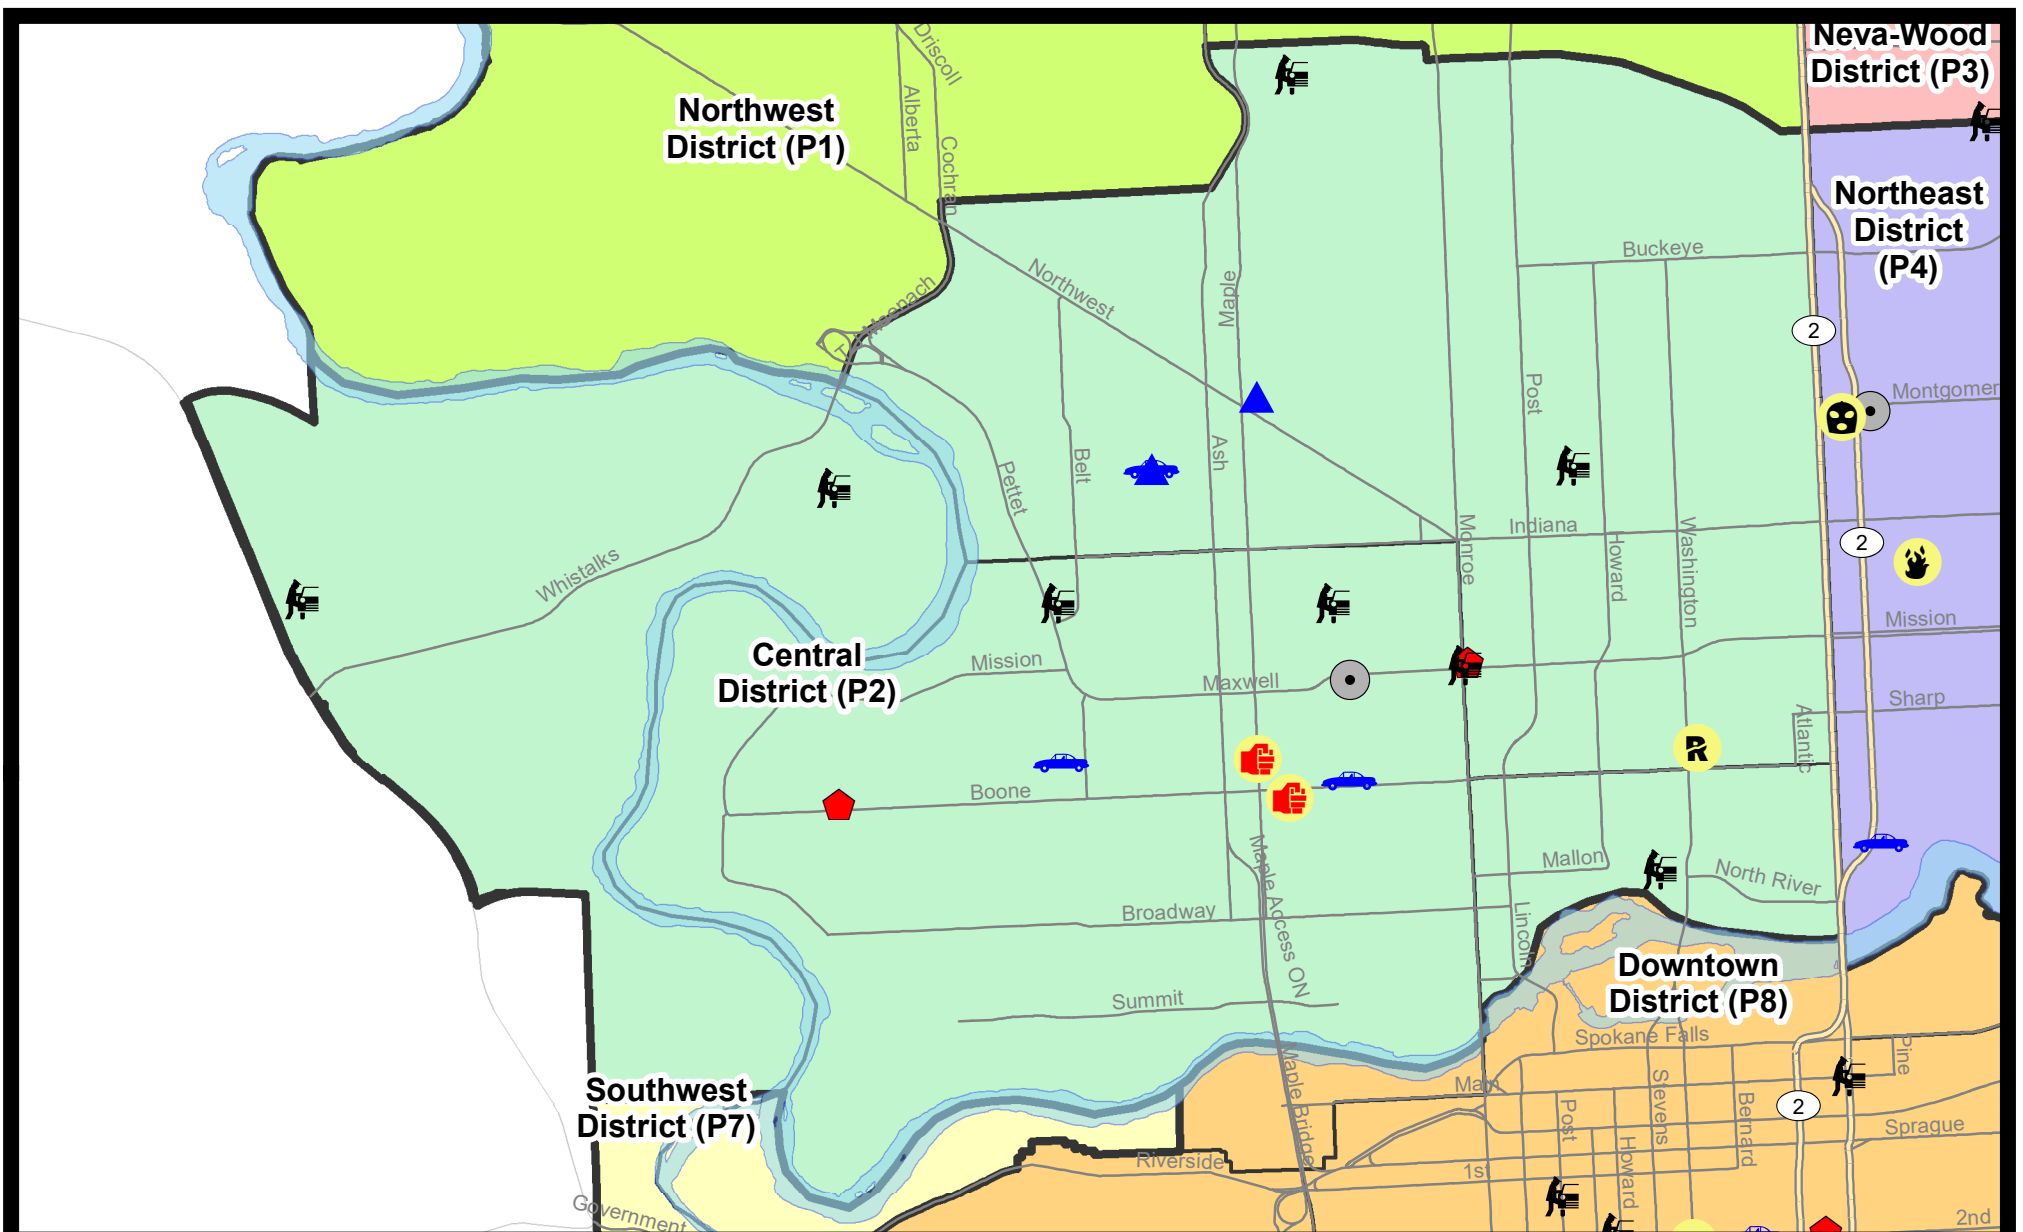 Neva-Wood
District (P3)
Driscoll
Northwest
District (P1)
Alberta
Cochran
Northeast
District
(P4)
Buckeye
Northwest
Maple
2
Post
Montgomer
Ash
Belt
Pettet
Monroe
Indiana
Howard
Washington
2
Whistalks
Mission
Central
District (P2)
Mission
Maxwell
Sharp
Atlantic
R
Boone
Mallon
North River
Maple Access ON
Broadway
Lincoln
Downtown
District (P8)
Summit
Spokane Falls
Pine
Southwest
District (P7)
Maple Bridge
Main
Stevens
Bernard
2
Post
Howard
Sprague
Riverside
1st
Government
2nd